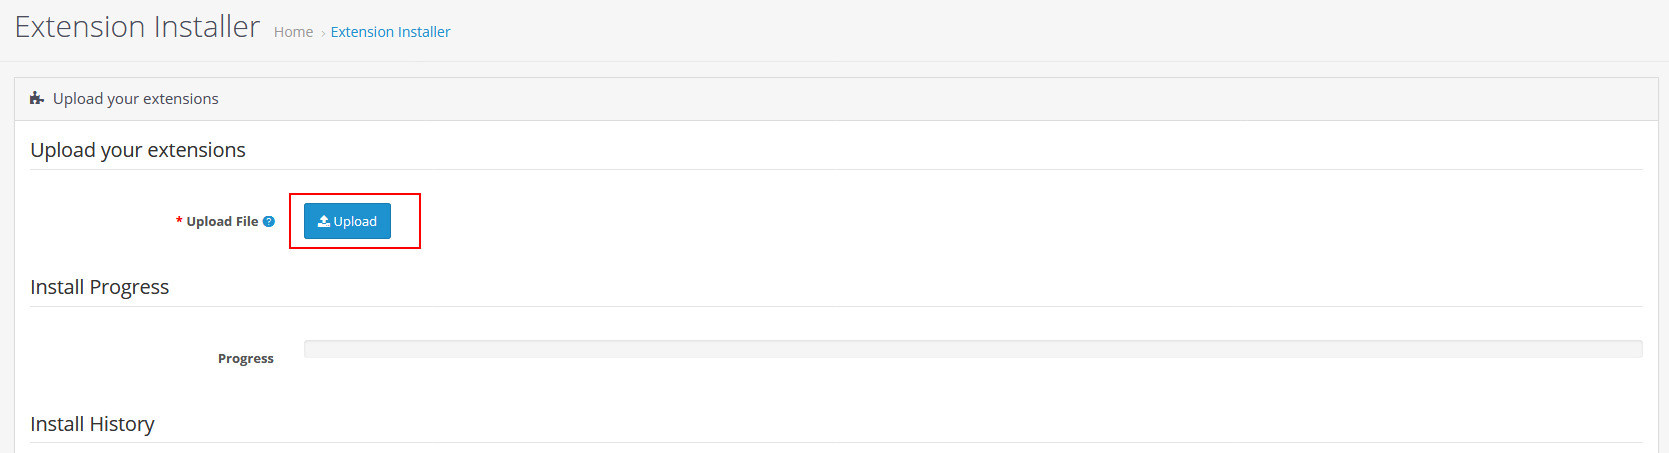 Extension Installer Home › Extension Installer
Upload your extensions
Upload your extensions
* Upload File ? Upload
Install Progress
Progress
Install History